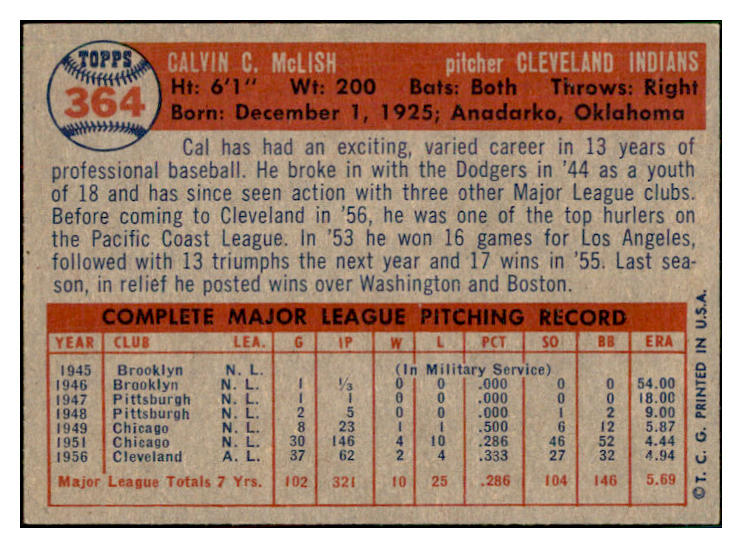 TOPPS
364
CALVIN C. McLISH pitcher CLEVELAND INDIANS
Ht: 6'1" Wt: 200 Bats: Both Throws: Right
Born: December 1, 1925; Anadarko, Oklahoma
Cal has had an exciting, varied career in 13 years of
professional baseball. He broke in with the Dodgers in '44 as a youth
of 18 and has since seen action with three other Major League clubs.
Before coming to Cleveland in '56, he was one of the top hurlers on
the Pacific Coast League. In '53 he won 16 games for Los Angeles,
followed with 13 triumphs the next year and 17 wins in '55. Last sea-
son, in relief he posted wins over Washington and Boston.
COMPLETE MAJOR LEAGUE PITCHING RECORD
YEAR CLUB LEA. G IP W L PCT SO BB ERA
1945 Brooklyn N. L. (In Military Service)
1946 Brooklyn N. L. 1 ⅓ 0 0 .000 0 0 54.00
1947 Pittsburgh N. L. 1 1 0 0 .000 0 0 18.00
1948 Pittsburgh N. L. 2 5 0 0 .000 1 2 9.00
1949 Chicago N. L. 8 23 1 1 .500 6 12 5.87
1951 Chicago N. L. 30 146 4 10 .286 46 52 4.44
1956 Cleveland A. L. 37 62 2 4 .333 27 32 4.94
Major League Totals 7 Yrs. 102 321 10 25 .286 104 146 5.69
© T. C. G. PRINTED IN U.S.A.